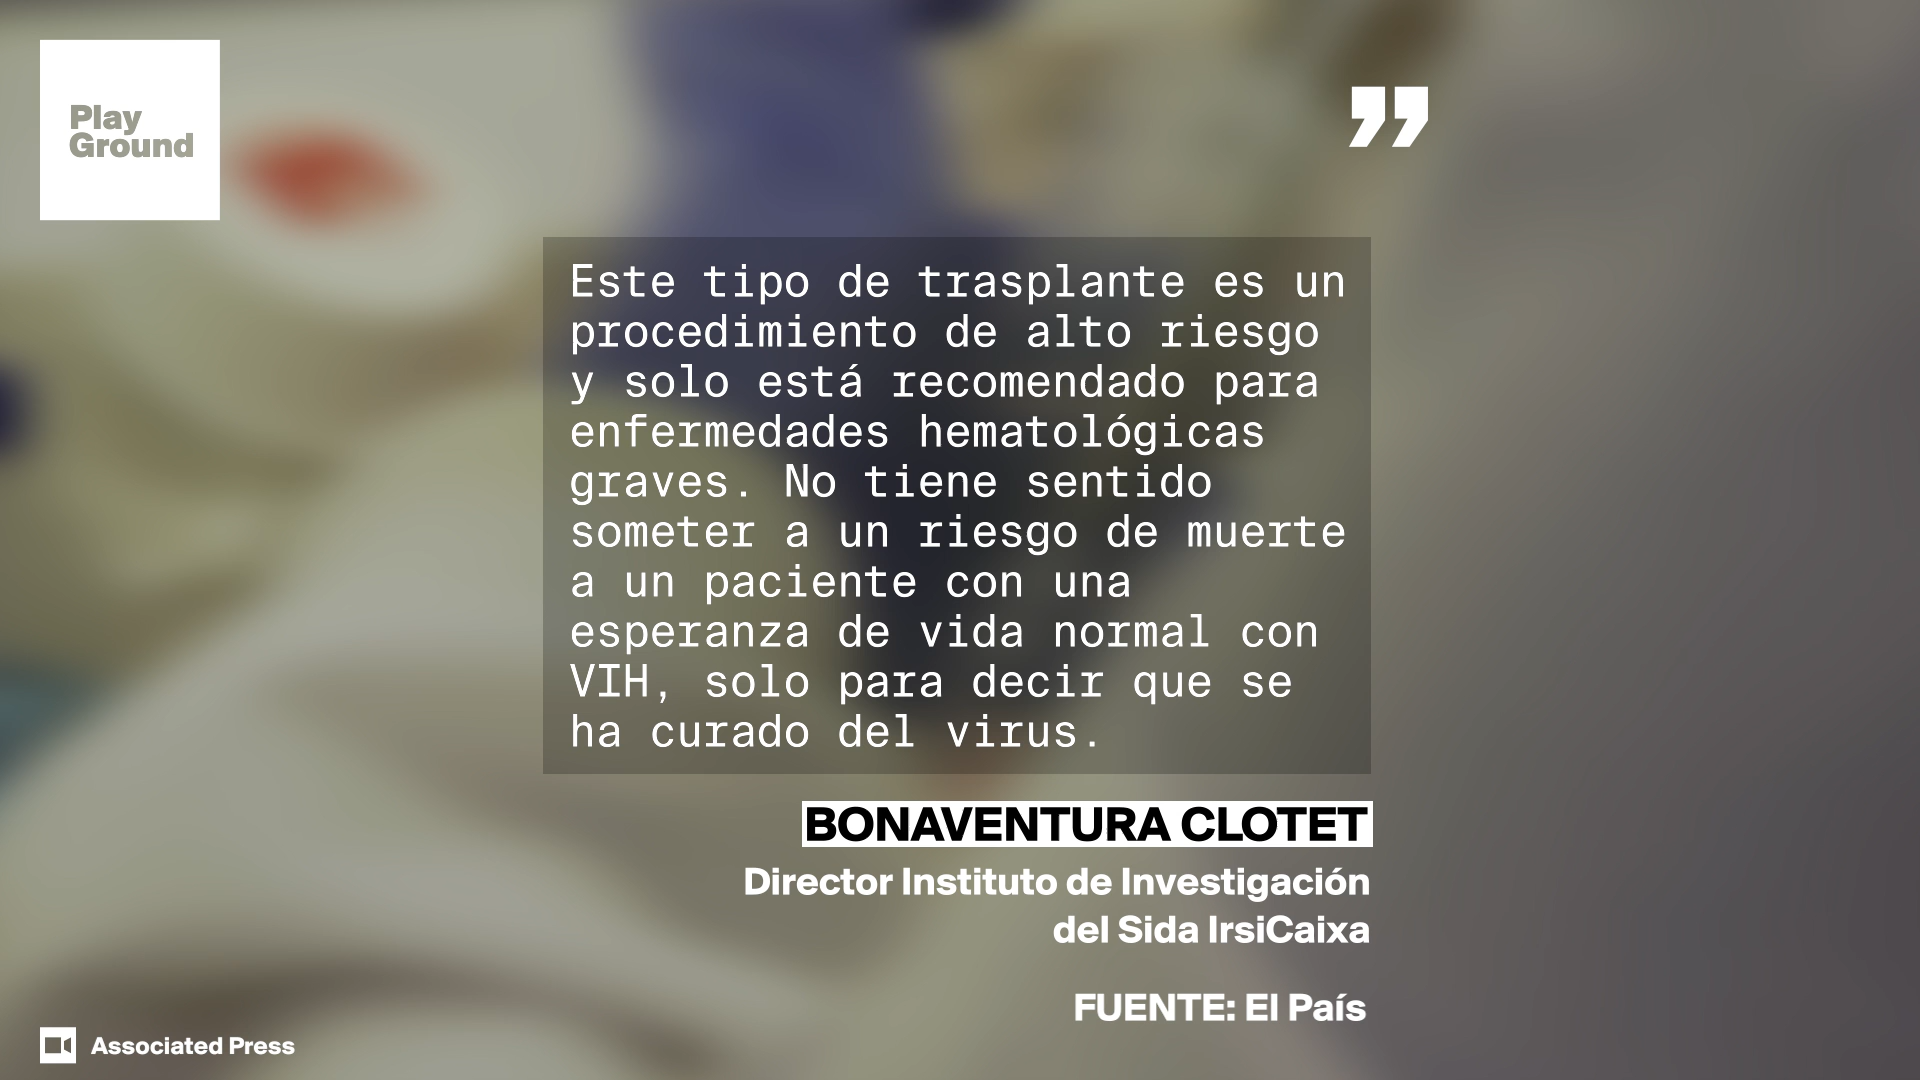 Play
Ground
”
Este tipo de trasplante es un
procedimiento de alto riesgo
y solo está recomendado para
enfermedades hematológicas
graves. No tiene sentido
someter a un riesgo de muerte
a un paciente con una
esperanza de vida normal con
VIH, solo para decir que se
ha curado del virus.
BONAVENTURA CLOTET
Director Instituto de Investigación
del Sida IrsiCaixa
FUENTE: El País
Associated Press